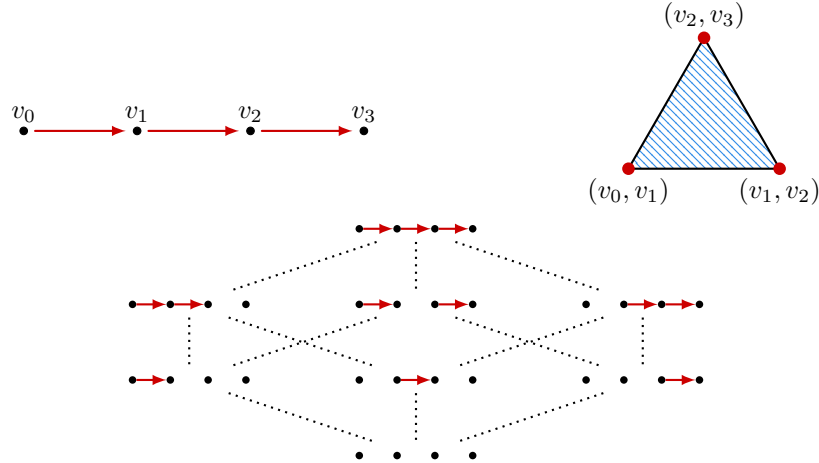 (v₂, v₃)
v₀ v₁ v₂ v₃
(v₀, v₁) (v₁, v₂)